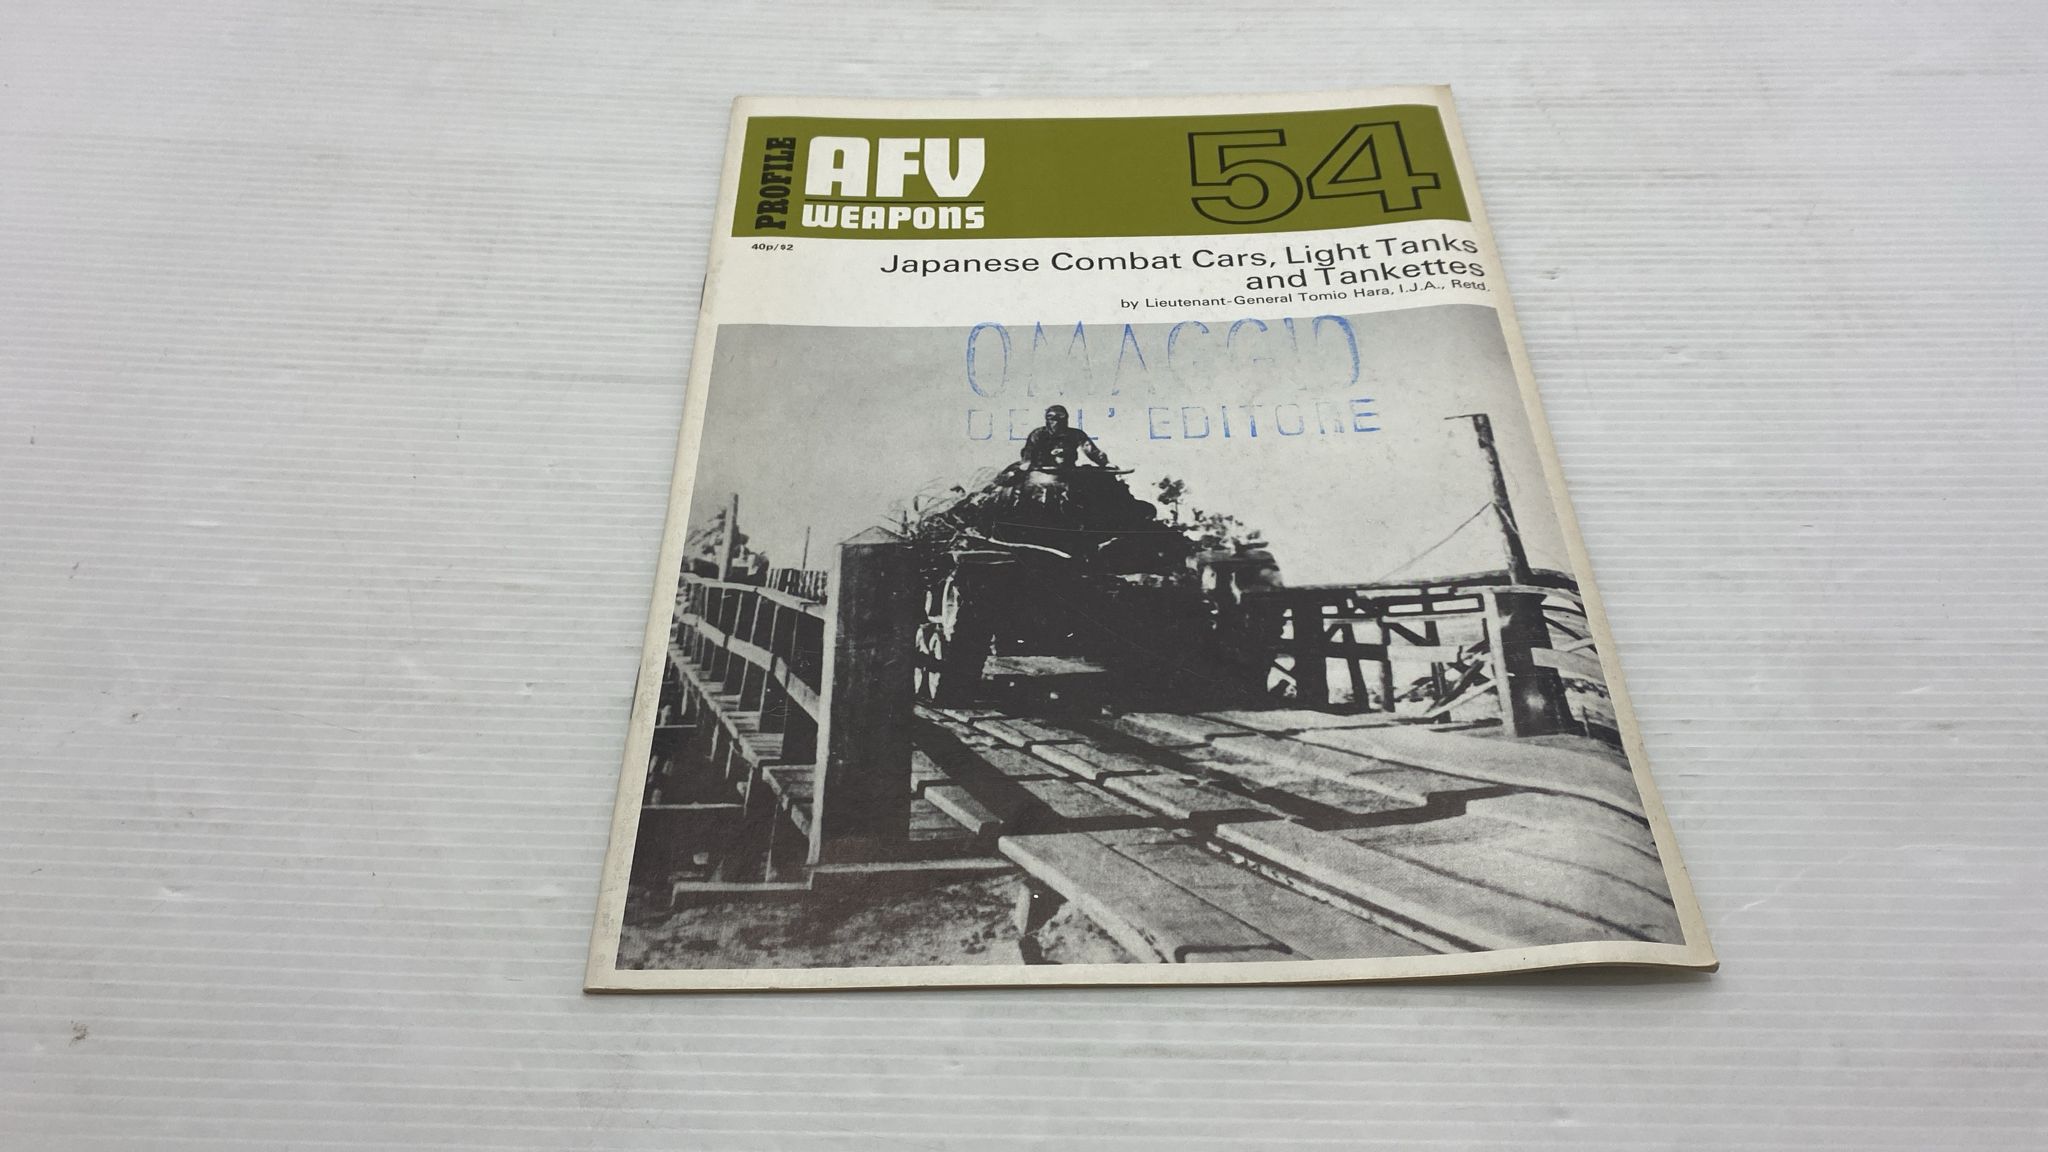 PROFILE
AFV
WEAPONS
54
40p/$2
Japanese Combat Cars, Light Tanks
and Tankettes
by Lieutenant-General Tomio Hara, I.J.A., Retd.
OMAGGIO
DELL' EDITORE